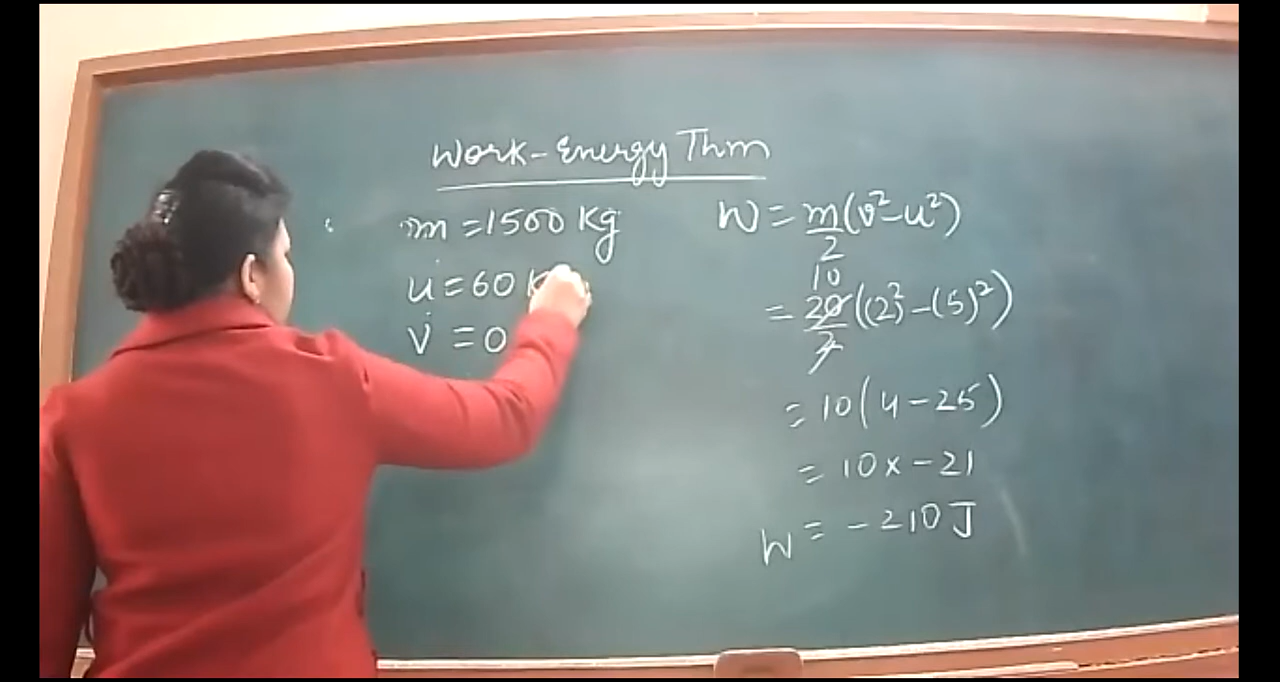 Work-Energy Thm
m = 1500 Kg
u = 60 K
v = 0
W = m/2 (v²-u²)
10
= 20/2 ((2)² - (5)²)
= 10 (4 - 25)
= 10 x - 21
W = - 210 J